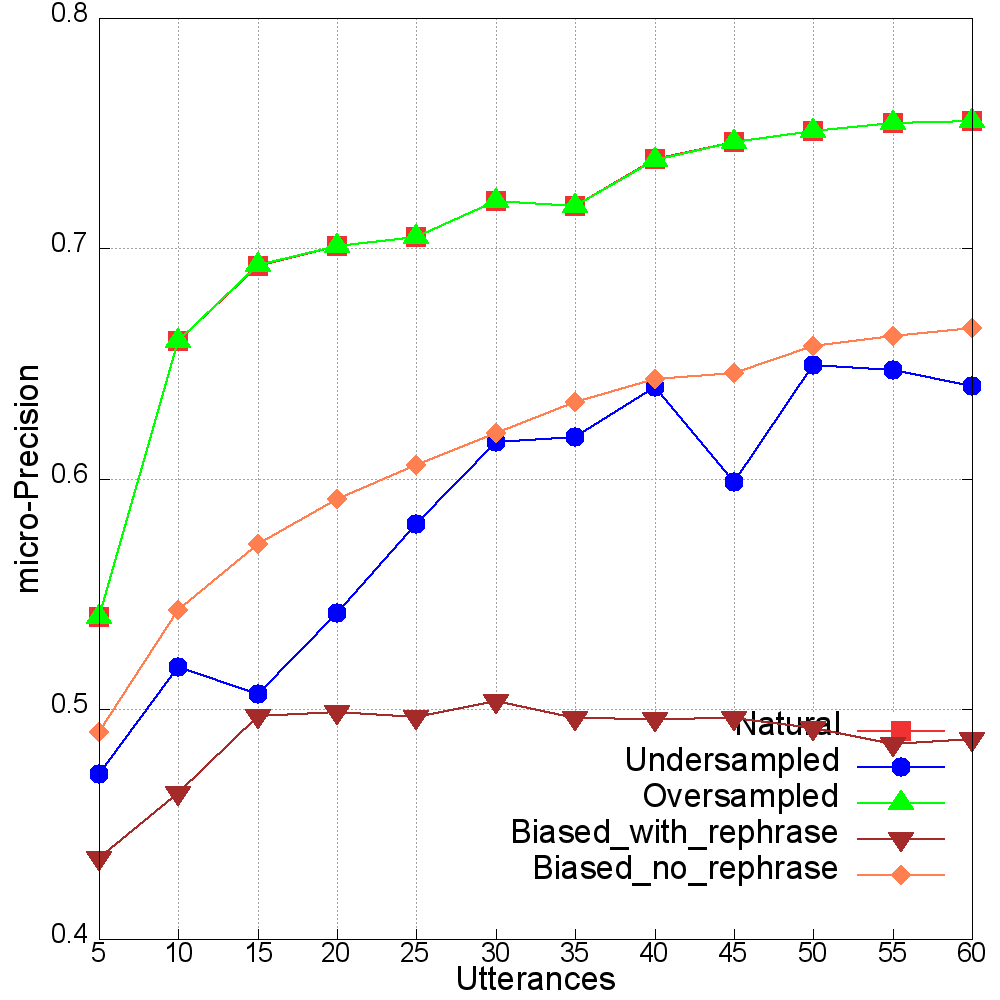 0.8
0.7
0.6
0.5
0.4
micro-Precision
Natural
Undersampled
Oversampled
Biased_with_rephrase
Biased_no_rephrase
5 10 15 20 25 30 35 40 45 50 55 60
Utterances